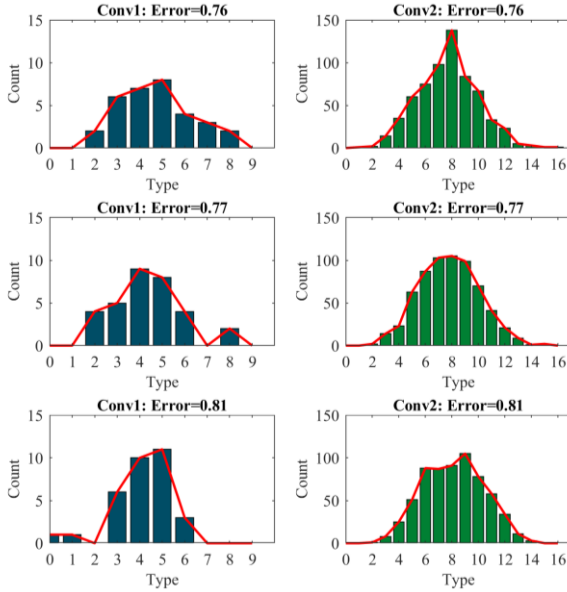 Conv1: Error=0.76
Conv2: Error=0.76
15
10
5
0
Count
0 1 2 3 4 5 6 7 8 9
Type
150
100
50
0
Count
0 2 4 6 8 10 12 14 16
Type
Conv1: Error=0.77
Conv2: Error=0.77
15
10
5
0
Count
0 1 2 3 4 5 6 7 8 9
Type
150
100
50
0
Count
0 2 4 6 8 10 12 14 16
Type
Conv1: Error=0.81
Conv2: Error=0.81
15
10
5
0
Count
0 1 2 3 4 5 6 7 8 9
Type
150
100
50
0
Count
0 2 4 6 8 10 12 14 16
Type